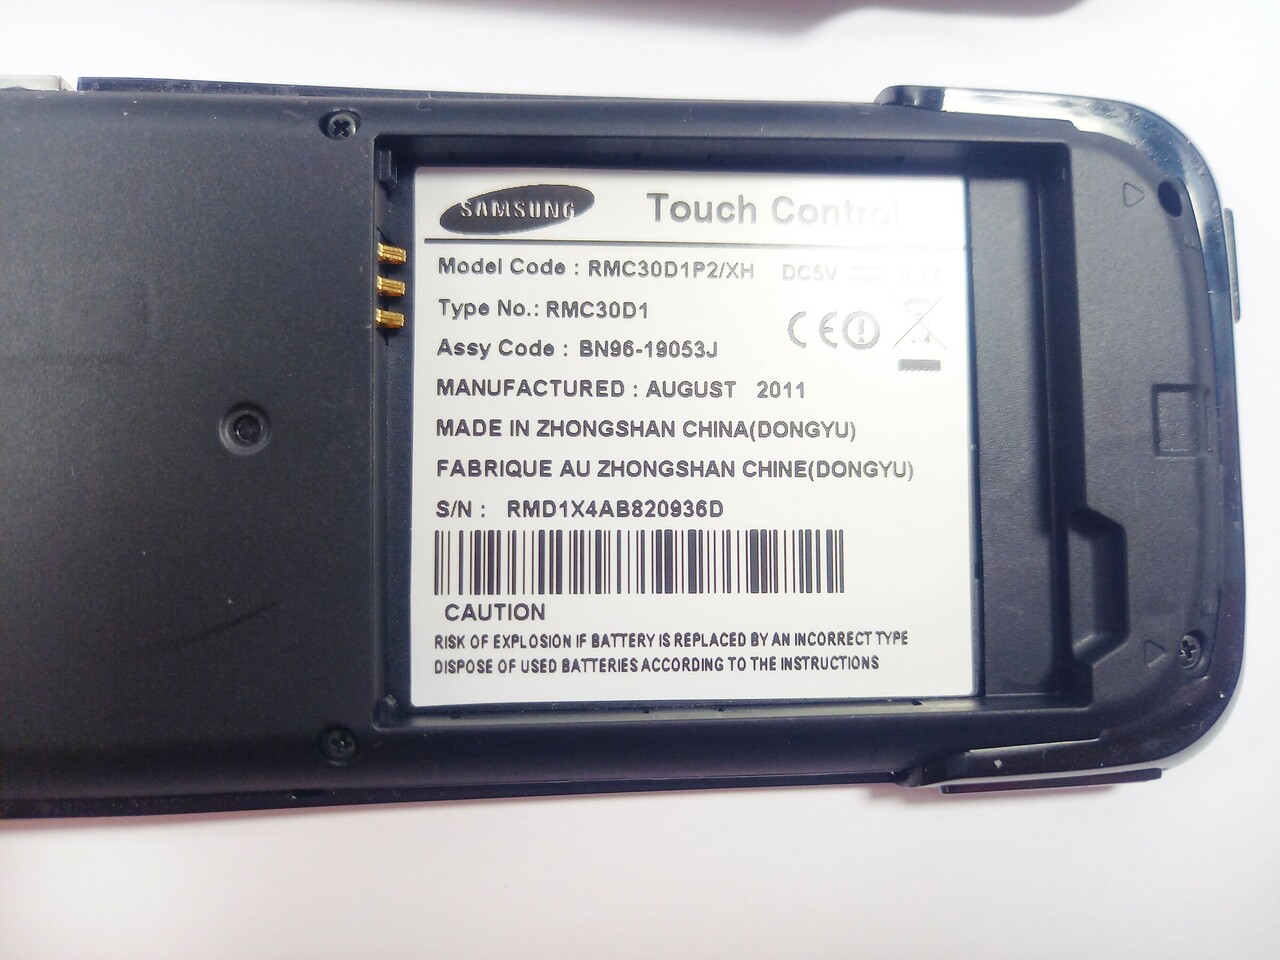 SAMSUNG Touch Control
Model Code : RMC30D1P2/XH DC5V
Type No.: RMC30D1
Assy Code : BN96-19053J
MANUFACTURED : AUGUST 2011
MADE IN ZHONGSHAN CHINA(DONGYU)
FABRIQUE AU ZHONGSHAN CHINE(DONGYU)
S/N : RMD1X4AB820936D
CAUTION
RISK OF EXPLOSION IF BATTERY IS REPLACED BY AN INCORRECT TYPE
DISPOSE OF USED BATTERIES ACCORDING TO THE INSTRUCTIONS